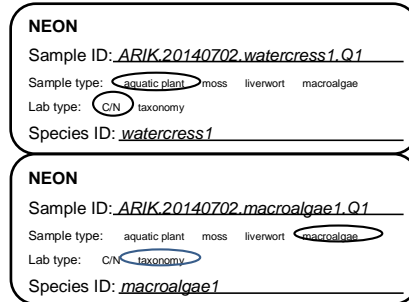 NEON
Sample ID: ARIK.20140702.watercress1.Q1
Sample type: aquatic plant moss liverwort macroalgae
Lab type: C/N taxonomy
Species ID: watercress1
NEON
Sample ID: ARIK.20140702.macroalgae1.Q1
Sample type: aquatic plant moss liverwort macroalgae
Lab type: C/N taxonomy
Species ID: macroalgae1